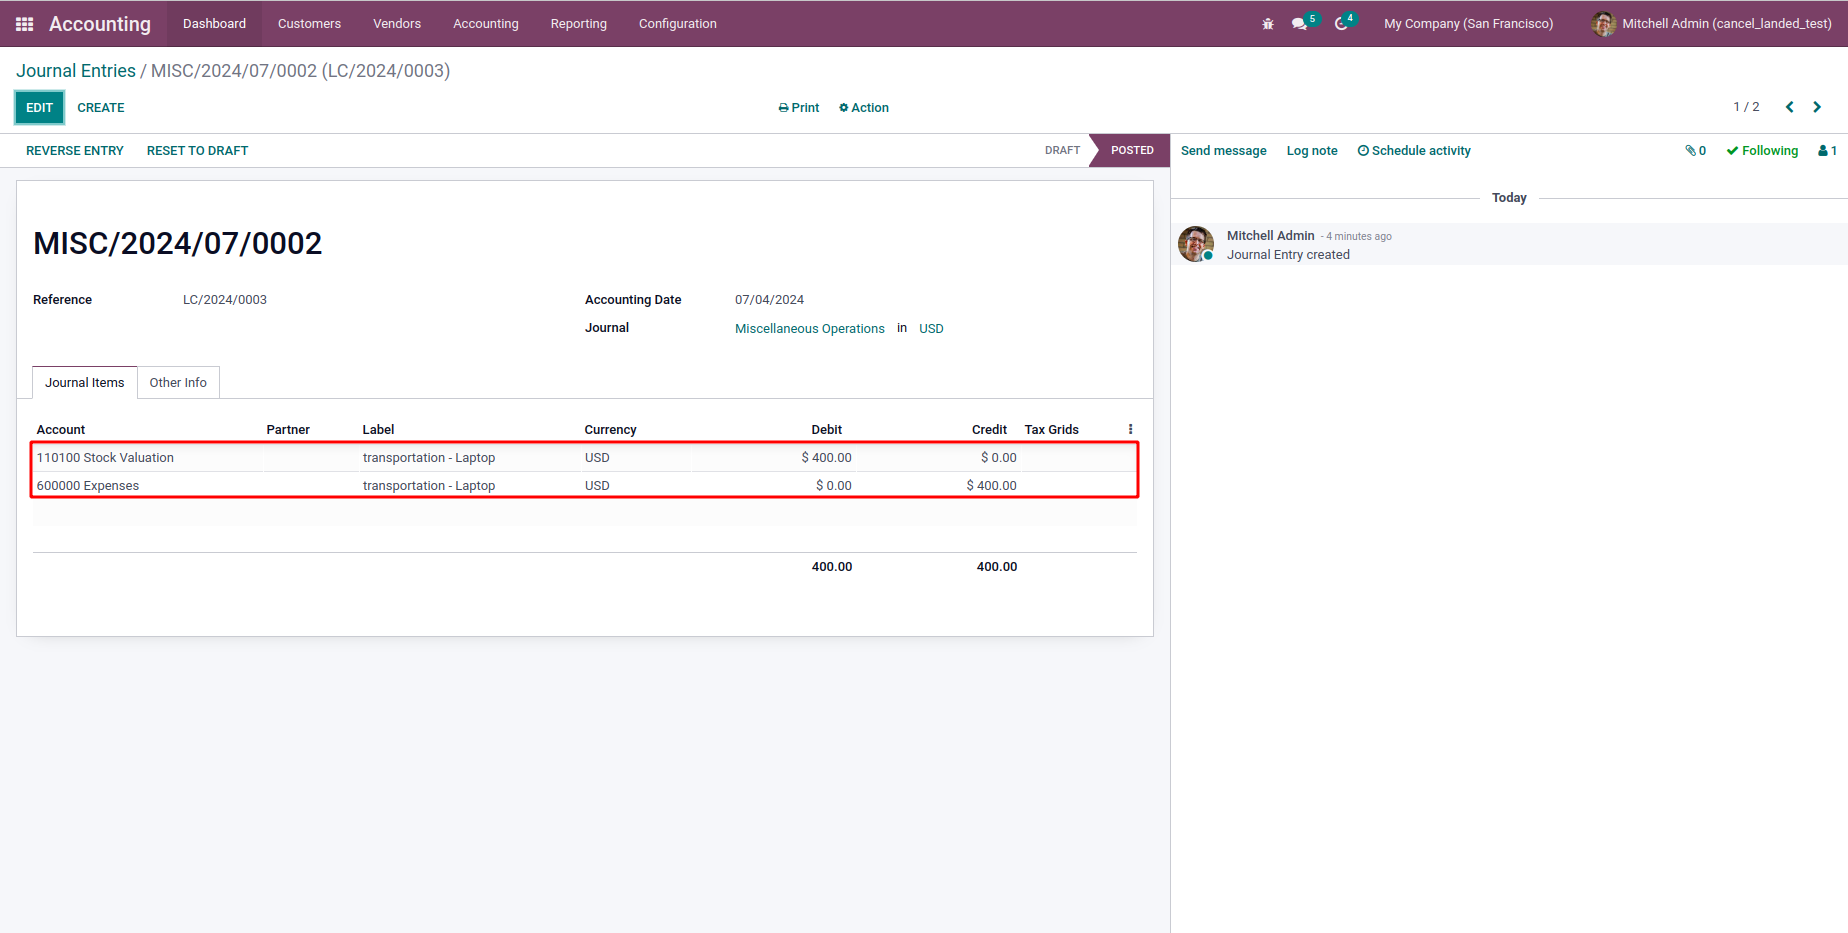 Accounting Dashboard Customers Vendors Accounting Reporting Configuration 5 4 My Company (San Francisco) Mitchell Admin (cancel_landed_test)
Journal Entries / MISC/2024/07/0002 (LC/2024/0003)
EDIT CREATE Print Action 1 / 2
REVERSE ENTRY RESET TO DRAFT DRAFT POSTED Send message Log note Schedule activity 0 Following 1
Today
Mitchell Admin - 4 minutes ago
Journal Entry created
MISC/2024/07/0002
Reference LC/2024/0003 Accounting Date 07/04/2024
Journal Miscellaneous Operations in USD
Journal Items Other Info
Account Partner Label Currency Debit Credit Tax Grids
110100 Stock Valuation transportation - Laptop USD $ 400.00 $ 0.00
600000 Expenses transportation - Laptop USD $ 0.00 $ 400.00
400.00 400.00